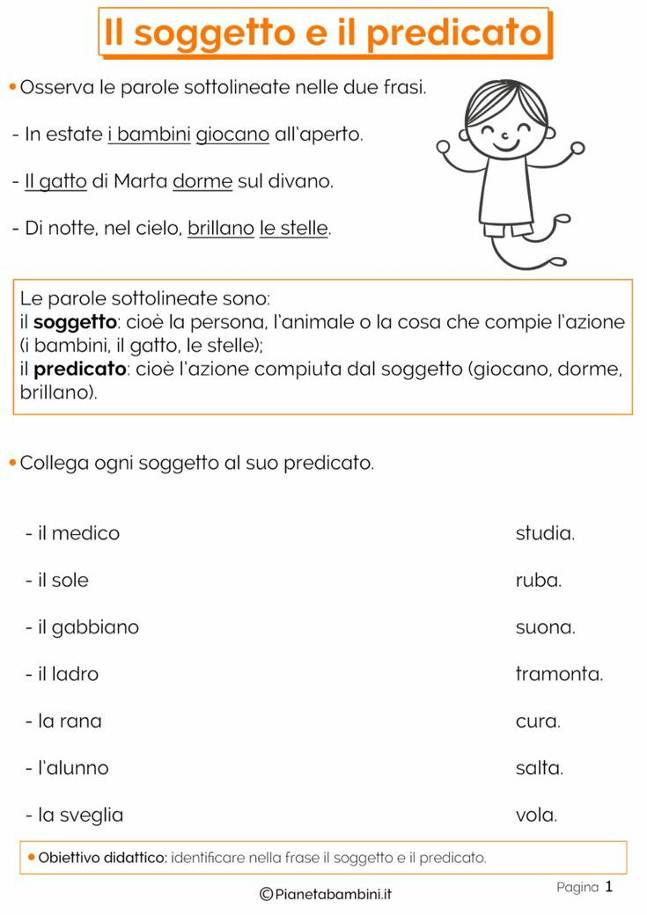 Il soggetto e il predicato
•Osserva le parole sottolineate nelle due frasi.
- In estate i bambini giocano all'aperto.
- Il gatto di Marta dorme sul divano.
- Di notte, nel cielo, brillano le stelle.
Le parole sottolineate sono:
il soggetto: cioè la persona, l'animale o la cosa che compie l'azione
(i bambini, il gatto, le stelle);
il predicato: cioè l'azione compiuta dal soggetto (giocano, dorme,
brillano).
•Collega ogni soggetto al suo predicato.
- il medico studia.
- il sole ruba.
- il gabbiano suona.
- il ladro tramonta.
- la rana cura.
- l'alunno salta.
- la sveglia vola.
•Obiettivo didattico: identificare nella frase il soggetto e il predicato.
©Pianetabambini.it
Pagina 1